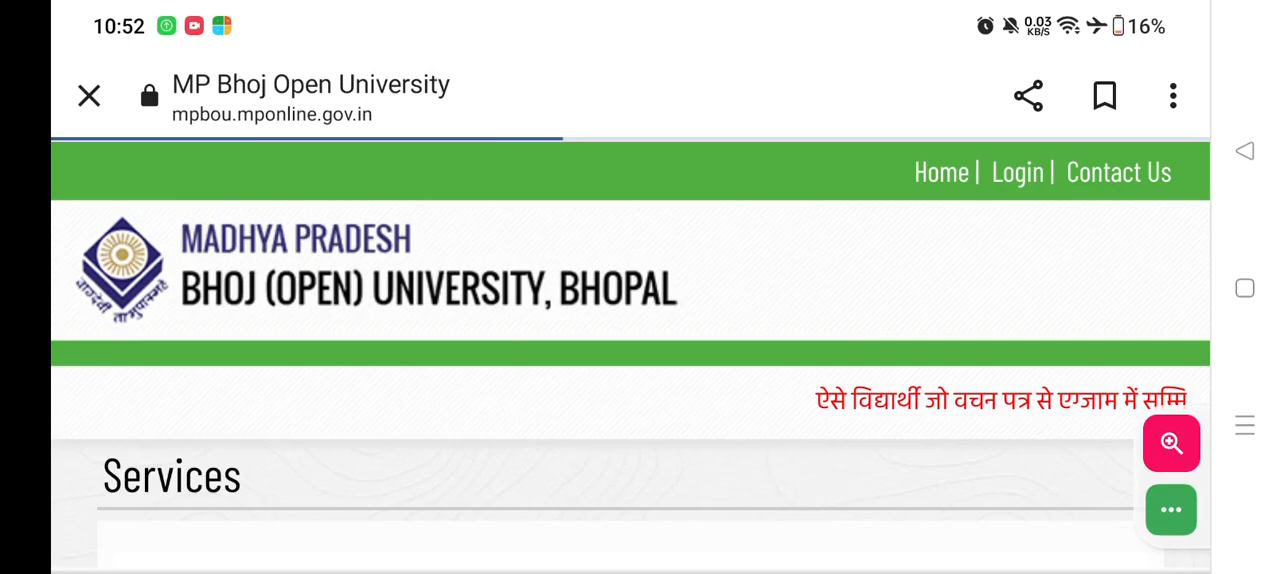 10:52 0.03 KB/S 16%
MP Bhoj Open University
mpbou.mponline.gov.in
Home | Login | Contact Us
MADHYA PRADESH
BHOJ (OPEN) UNIVERSITY, BHOPAL
ऐसे विद्यार्थी जो वचन पत्र से एग्जाम में सम्मि
Services